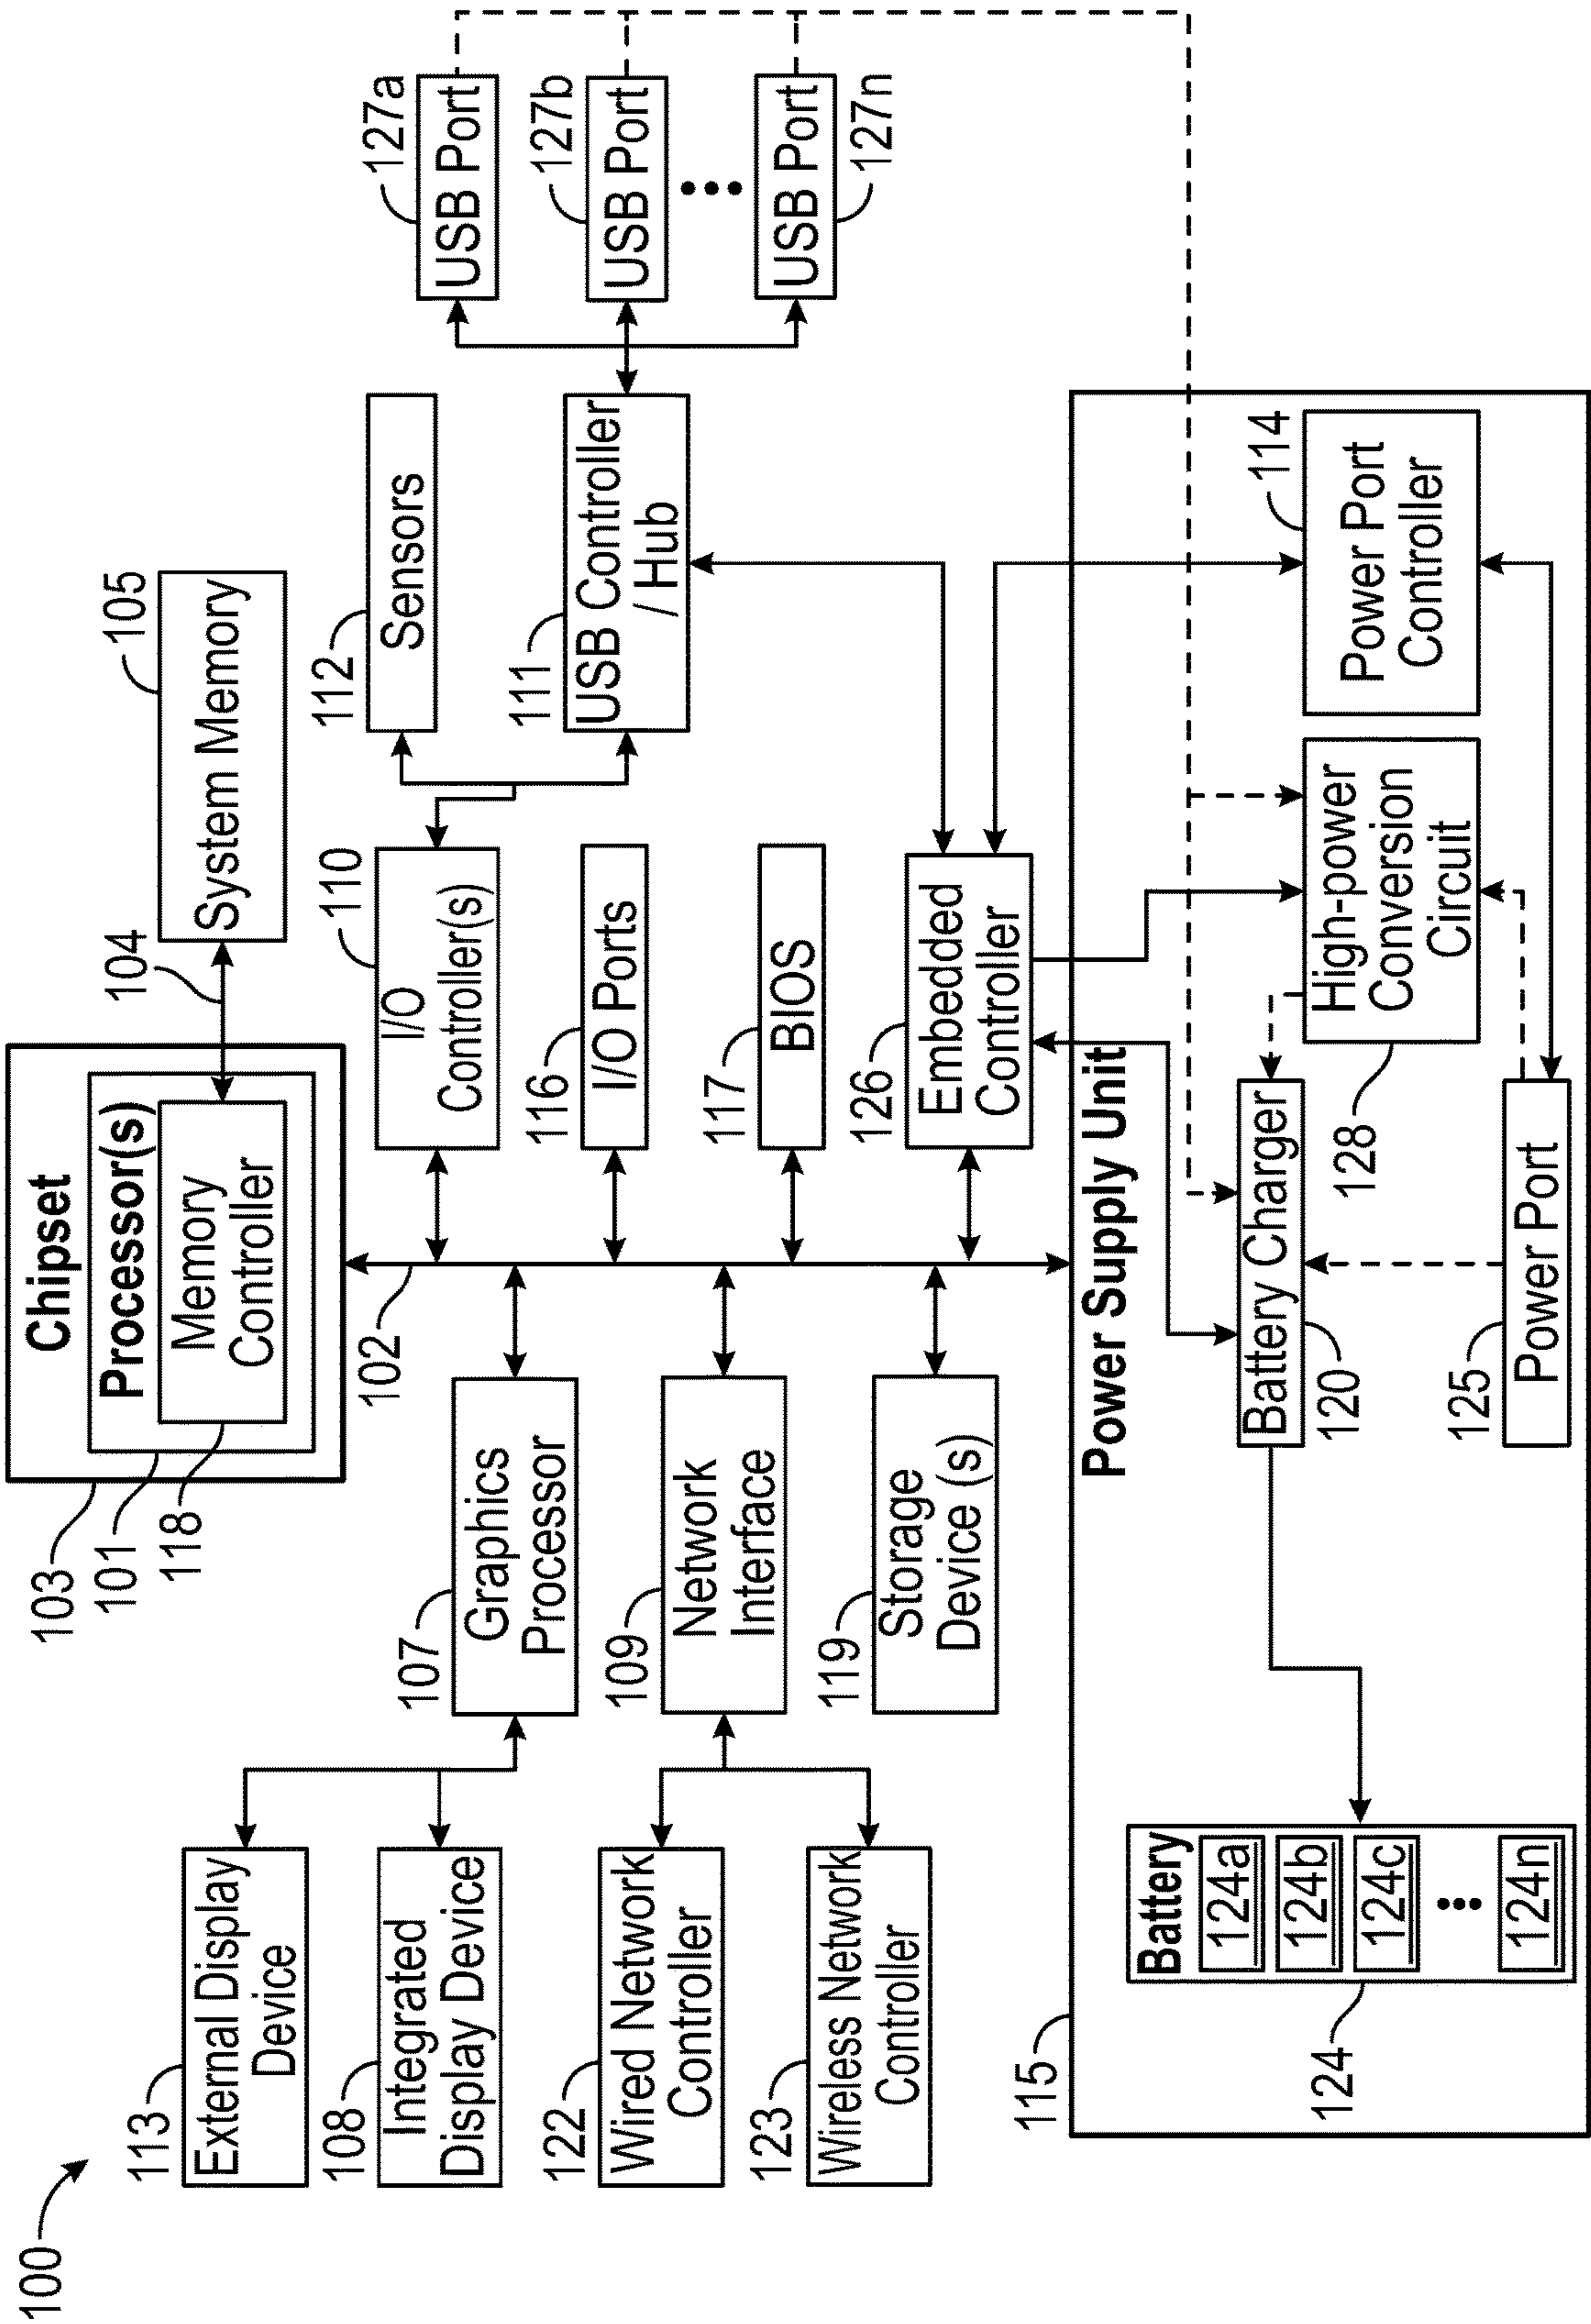 100
103
101
118
Chipset
Processor(s)
Memory
Controller
104
105
System Memory
113
External Display
Device
108
Integrated
Display Device
107
Graphics
Processor
102
110
I/O
Controller(s)
112
Sensors
111
USB Controller
/ Hub
127a
USB Port
127b
USB Port
127n
USB Port
122
Wired Network
Controller
123
Wireless Network
Controller
109
Network
Interface
119
Storage
Device (s)
116
I/O Ports
117
BIOS
126
Embedded
Controller
115
Power Supply Unit
Battery
124a
124b
124c
124n
124
Battery Charger
120
125
Power Port
High-power
Conversion
Circuit
128
114
Power Port
Controller